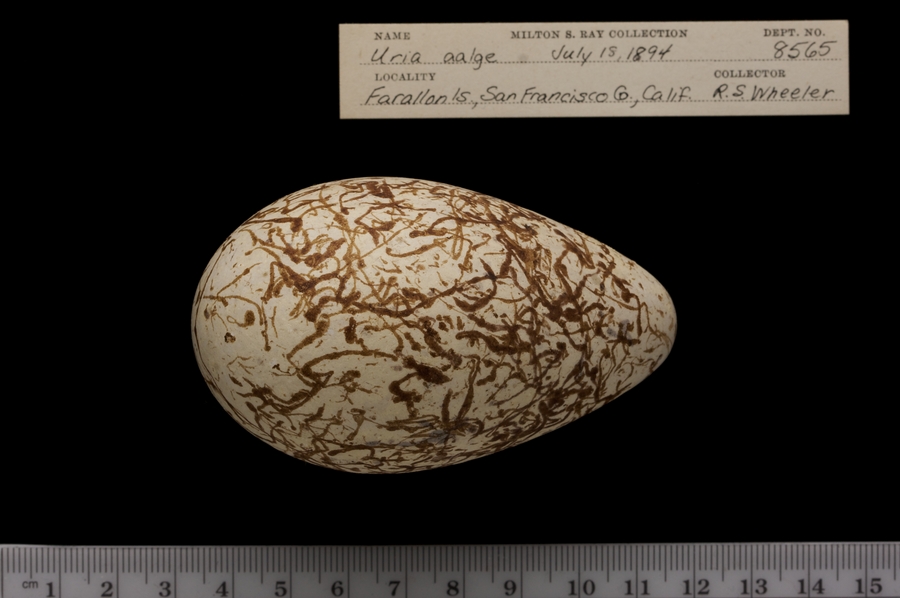 NAME MILTON S. RAY COLLECTION DEPT. NO.
Uria aalge July 1st, 1894 8565
LOCALITY COLLECTOR
Farallon Is., San Francisco Co., Calif. R.S. Wheeler
cm 1 2 3 4 5 6 7 8 9 10 11 12 13 14 15